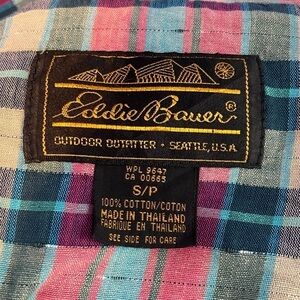 Eddie Bauer®
OUTDOOR OUTFITTER • SEATTLE, U.S.A.
WPL 9647
CA 00665
S/P
100% COTTON/COTON
MADE IN THAILAND
FABRIQUE EN THAILAND
SEE SIDE FOR CARE